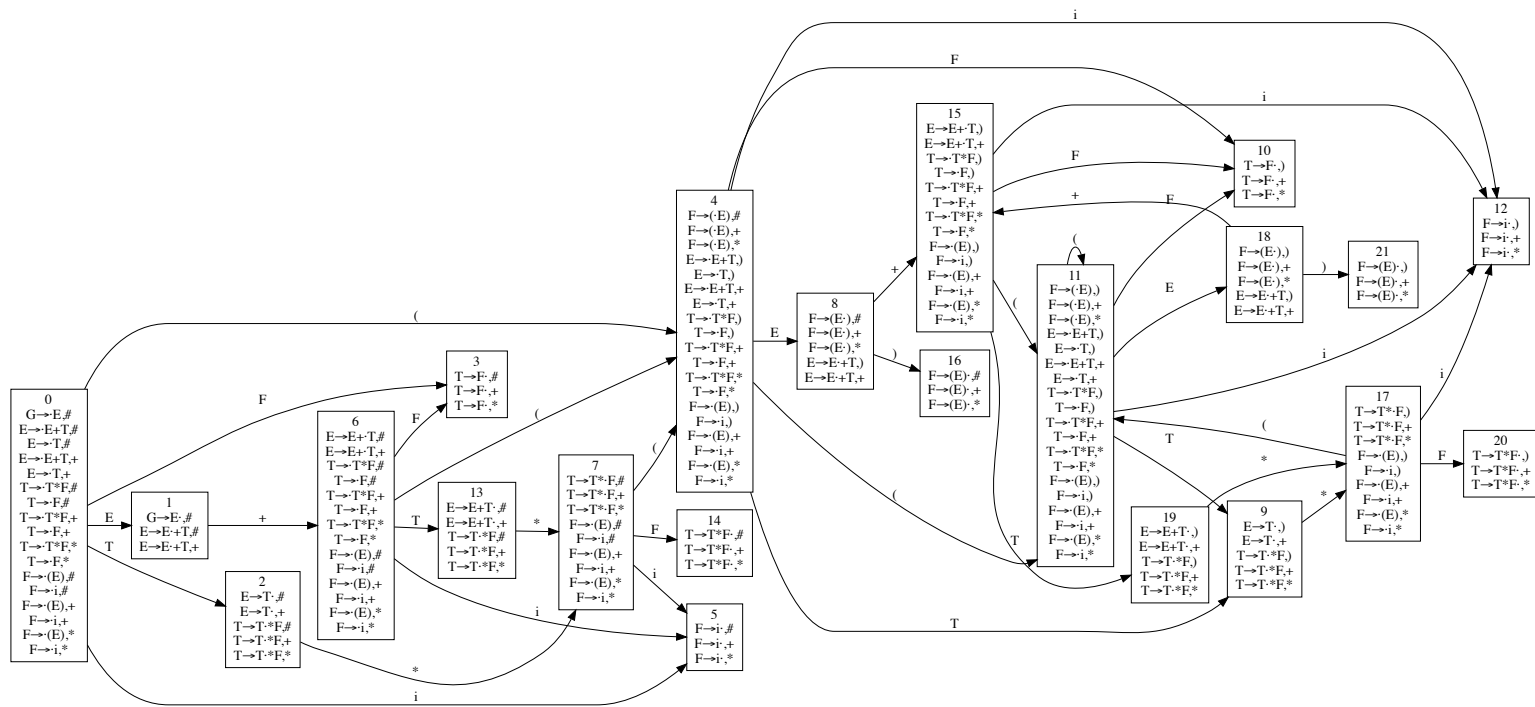 0
G→·E,#
E→·E+T,#
E→·T,#
E→·E+T,+
E→·T,+
T→·T*F,#
T→·F,#
T→·T*F,+
T→·F,+
T→·T*F,*
T→·F,*
F→·(E),#
F→·i,#
F→·(E),+
F→·i,+
F→·(E),*
F→·i,*
(
F
E
T
i
1
G→E·,#
E→E·+T,#
E→E·+T,+
+
2
E→T·,#
E→T·,+
T→T·*F,#
T→T·*F,+
T→T·*F,*
*
3
T→F·,#
T→F·,+
T→F·,*
6
E→E+·T,#
E→E+·T,+
T→·T*F,#
T→·F,#
T→·T*F,+
T→·F,+
T→·T*F,*
T→·F,*
F→·(E),#
F→·i,#
F→·(E),+
F→·i,+
F→·(E),*
F→·i,*
F
(
T
i
13
E→E+T·,#
E→E+T·,+
T→T·*F,#
T→T·*F,+
T→T·*F,*
*
7
T→T*·F,#
T→T*·F,+
T→T*·F,*
F→·(E),#
F→·i,#
F→·(E),+
F→·i,+
F→·(E),*
F→·i,*
(
F
i
4
F→(·E),#
F→(·E),+
F→(·E),*
E→·E+T,)
E→·T,)
E→·E+T,+
E→·T,+
T→·T*F,)
T→·F,)
T→·T*F,+
T→·F,+
T→·T*F,*
T→·F,*
F→·(E),)
F→·i,)
F→·(E),+
F→·i,+
F→·(E),*
F→·i,*
i
F
E
(
T
14
T→T*F·,#
T→T*F·,+
T→T*F·,*
5
F→i·,#
F→i·,+
F→i·,*
8
F→(E·),#
F→(E·),+
F→(E·),*
E→E·+T,)
E→E·+T,+
+
)
15
E→E+·T,)
E→E+·T,+
T→·T*F,)
T→·F,)
T→·T*F,+
T→·F,+
T→·T*F,*
T→·F,*
F→·(E),)
F→·i,)
F→·(E),+
F→·i,+
F→·(E),*
F→·i,*
i
F
(
T
16
F→(E)·,#
F→(E)·,+
F→(E)·,*
11
F→(·E),)
F→(·E),+
F→(·E),*
E→·E+T,)
E→·T,)
E→·E+T,+
E→·T,+
T→·T*F,)
T→·F,)
T→·T*F,+
T→·F,+
T→·T*F,*
T→·F,*
F→·(E),)
F→·i,)
F→·(E),+
F→·i,+
F→·(E),*
F→·i,*
(
F
E
i
T
10
T→F·,)
T→F·,+
T→F·,*
18
F→(E·),)
F→(E·),+
F→(E·),*
E→E·+T,)
E→E·+T,+
+
)
21
F→(E)·,)
F→(E)·,+
F→(E)·,*
19
E→E+T·,)
E→E+T·,+
T→T·*F,)
T→T·*F,+
T→T·*F,*
*
9
E→T·,)
E→T·,+
T→T·*F,)
T→T·*F,+
T→T·*F,*
*
17
T→T*·F,)
T→T*·F,+
T→T*·F,*
F→·(E),)
F→·i,)
F→·(E),+
F→·i,+
F→·(E),*
F→·i,*
(
i
F
12
F→i·,)
F→i·,+
F→i·,*
20
T→T*F·,)
T→T*F·,+
T→T*F·,*